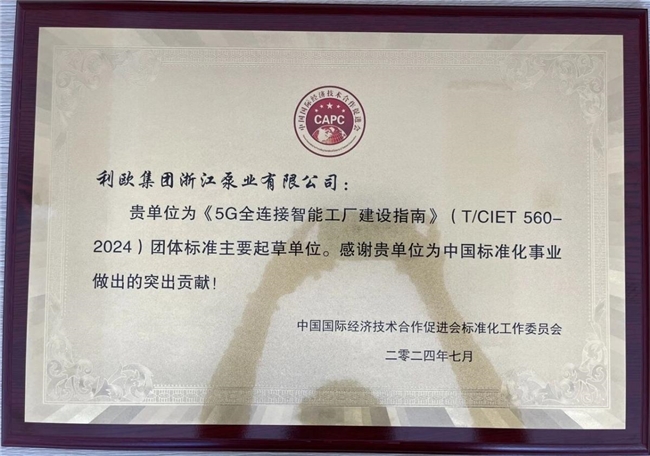 中国国际经济技术合作促进会
CAPC
利欧集团浙江泵业有限公司：
贵单位为《5G全连接智能工厂建设指南》（T/CIET 560-
2024）团体标准主要起草单位。感谢贵单位为中国标准化事业
做出的突出贡献！
中国国际经济技术合作促进会标准化工作委员会
二零二四年七月